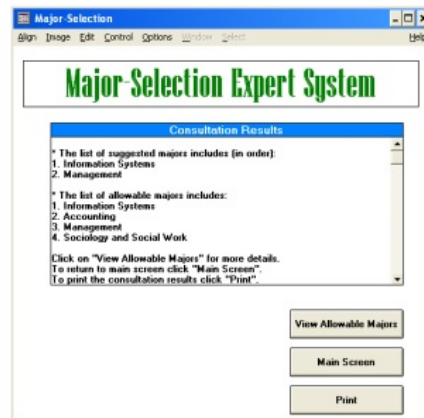 Major-Selection
Align Image Edit Control Options Window Select Help
Major-Selection Expert System
Consultation Results
* The list of suggested majors includes (in order):
1. Information Systems
2. Management
* The list of allowable majors includes:
1. Information Systems
2. Accounting
3. Management
4. Sociology and Social Work
Click on "View Allowable Majors" for more details.
To return to main screen click "Main Screen".
To print the consultation results click "Print".
View Allowable Majors
Main Screen
Print